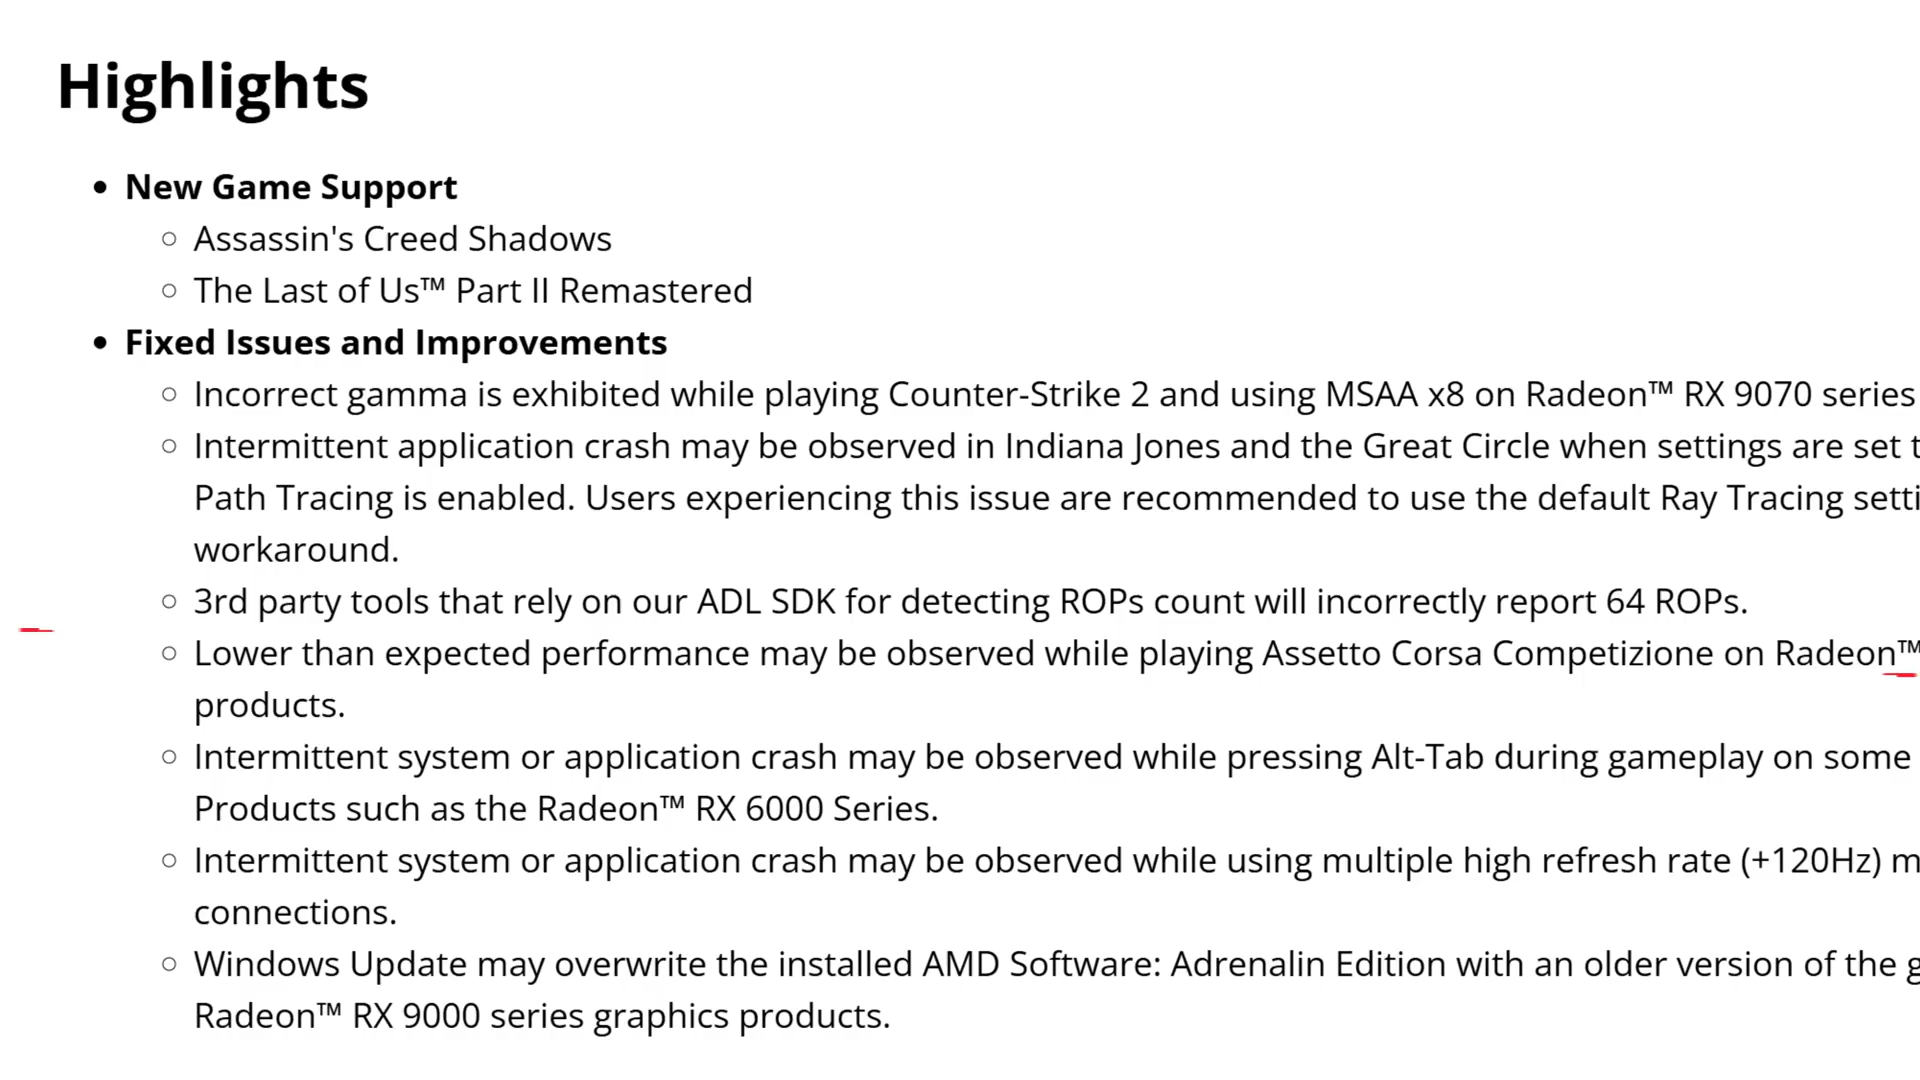 Highlights
New Game Support
Assassin's Creed Shadows
The Last of Us™ Part II Remastered
Fixed Issues and Improvements
Incorrect gamma is exhibited while playing Counter-Strike 2 and using MSAA x8 on Radeon™ RX 9070 series
Intermittent application crash may be observed in Indiana Jones and the Great Circle when settings are set
Path Tracing is enabled. Users experiencing this issue are recommended to use the default Ray Tracing
workaround.
3rd party tools that rely on our ADL SDK for detecting ROPs count will incorrectly report 64 ROPs.
Lower than expected performance may be observed while playing Assetto Corsa Competizione on Radeon™
products.
Intermittent system or application crash may be observed while pressing Alt-Tab during gameplay on some
Products such as the Radeon™ RX 6000 Series.
Intermittent system or application crash may be observed while using multiple high refresh rate (+120Hz)
connections.
Windows Update may overwrite the installed AMD Software: Adrenalin Edition with an older version of the
Radeon™ RX 9000 series graphics products.